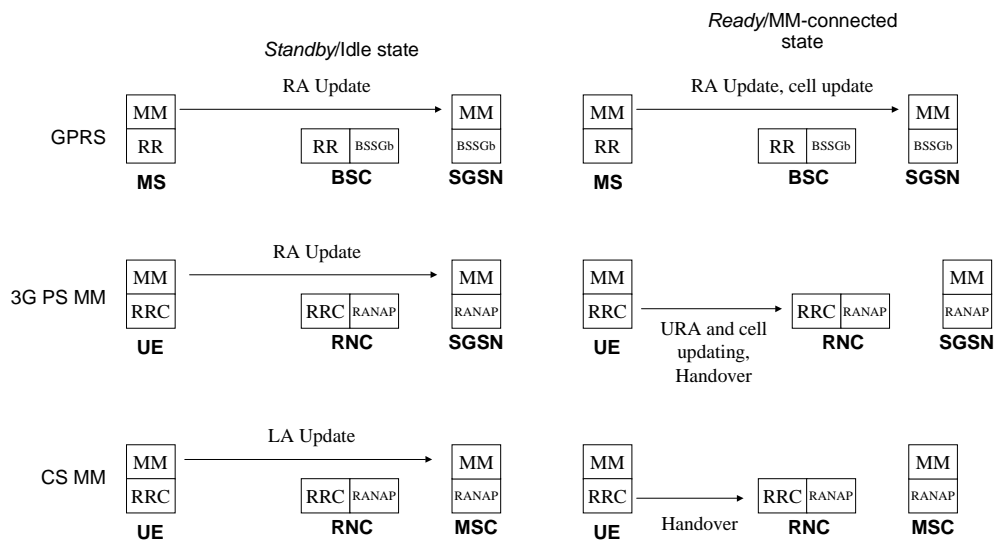 Standby/Idle state
Ready/MM-connected
state
RA Update
RA Update, cell update
GPRS
MM
MM
MM
MM
RR
RR
BSSGb
BSSGb
RR
RR
BSSGb
BSSGb
MS
BSC
SGSN
MS
BSC
SGSN
RA Update
3G PS MM
MM
MM
MM
MM
RRC
RRC
RANAP
RANAP
RRC
RRC
RANAP
RANAP
URA and cell
updating,
Handover
UE
RNC
SGSN
UE
RNC
SGSN
LA Update
CS MM
MM
MM
MM
MM
RRC
RRC
RANAP
RANAP
RRC
RRC
RANAP
RANAP
Handover
UE
RNC
MSC
UE
RNC
MSC